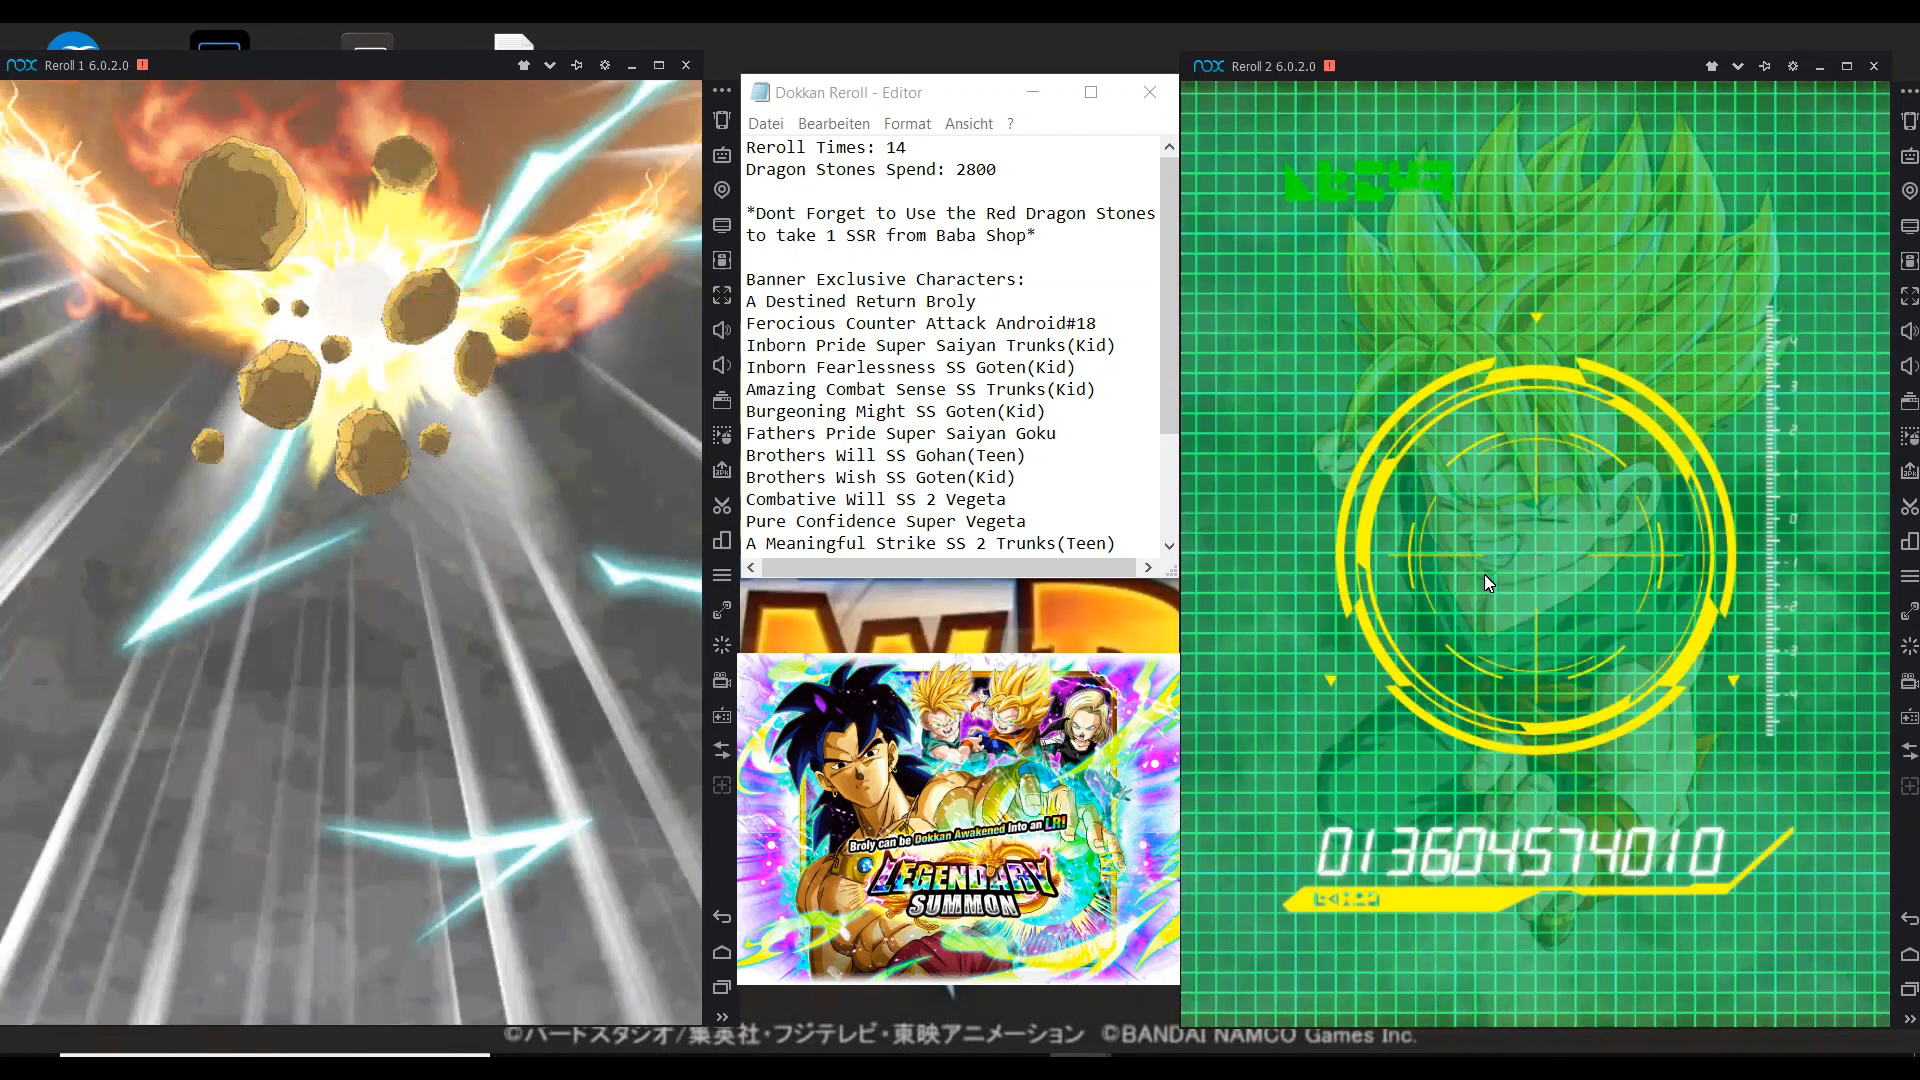 nox Reroll 1 6.0.2.0
Dokkan Reroll - Editor
Datei Bearbeiten Format Ansicht ?
Reroll Times: 14
Dragon Stones Spend: 2800
*Dont Forget to Use the Red Dragon Stones
to take 1 SSR from Baba Shop*
Banner Exclusive Characters:
A Destined Return Broly
Ferocious Counter Attack Android#18
Inborn Pride Super Saiyan Trunks(Kid)
Inborn Fearlessness SS Goten(Kid)
Amazing Combat Sense SS Trunks(Kid)
Burgeoning Might SS Goten(Kid)
Fathers Pride Super Saiyan Goku
Brothers Will SS Gohan(Teen)
Brothers Wish SS Goten(Kid)
Combative Will SS 2 Vegeta
Pure Confidence Super Vegeta
A Meaningful Strike SS 2 Trunks(Teen)
Broly can be Dokkan Awakened into an LR!
LEGENDARY
SUMMON
nox Reroll 2 6.0.2.0
013604574010
©バードスタジオ/集英社・フジテレビ・東映アニメーション ©BANDAI NAMCO Games Inc.